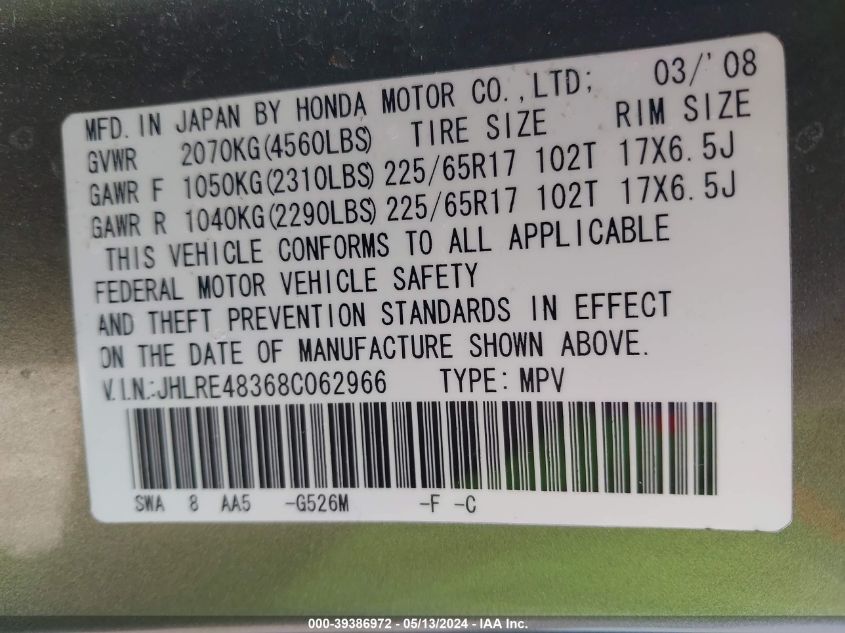 MFD. IN JAPAN BY HONDA MOTOR CO.,LTD; 03/'08
GVWR 2070KG(4560LBS) TIRE SIZE RIM SIZE
GAWR F 1050KG(2310LBS) 225/65R17 102T 17X6.5J
GAWR R 1040KG(2290LBS) 225/65R17 102T 17X6.5J
THIS VEHICLE CONFORMS TO ALL APPLICABLE
FEDERAL MOTOR VEHICLE SAFETY
AND THEFT PREVENTION STANDARDS IN EFFECT
ON THE DATE OF MANUFACTURE SHOWN ABOVE.
V.I.N.:JHLRE48368C062966 TYPE: MPV
SWA 8 AA5 -G526M -F -C
000-39386972 - 05/13/2024 - IAA Inc.